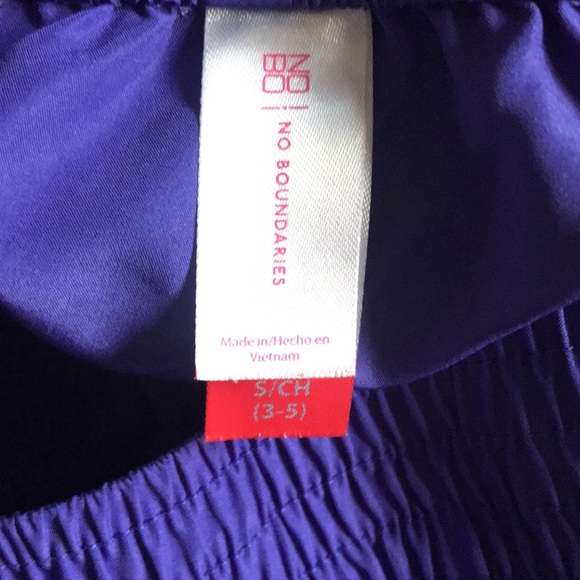 NO
BO
NO BOUNDARIES
Made in/Hecho en
Vietnam
S/CH
(3-5)